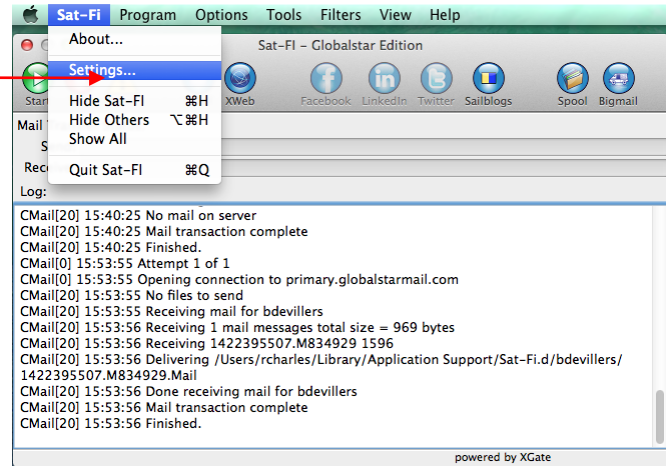 Sat-Fi Program Options Tools Filters View Help
About...
Sat-FI – Globalstar Edition
Settings...
Start XWeb Facebook LinkedIn Twitter Sailblogs Spool Bigmail
Hide Sat-FI ⌘H
Hide Others ⌥⌘H
Show All
Quit Sat-FI ⌘Q
Mail
S
Rec
Log:
CMail[20] 15:40:25 No mail on server
CMail[20] 15:40:25 Mail transaction complete
CMail[20] 15:40:25 Finished.
CMail[0] 15:53:55 Attempt 1 of 1
CMail[0] 15:53:55 Opening connection to primary.globalstarmail.com
CMail[20] 15:53:55 No files to send
CMail[20] 15:53:55 Receiving mail for bdevillers
CMail[20] 15:53:56 Receiving 1 mail messages total size = 969 bytes
CMail[20] 15:53:56 Receiving 1422395507.M834929 1596
CMail[20] 15:53:56 Delivering /Users/rcharles/Library/Application Support/Sat-Fi.d/bdevillers/
1422395507.M834929.Mail
CMail[20] 15:53:56 Done receiving mail for bdevillers
CMail[20] 15:53:56 Mail transaction complete
CMail[20] 15:53:56 Finished.
powered by XGate